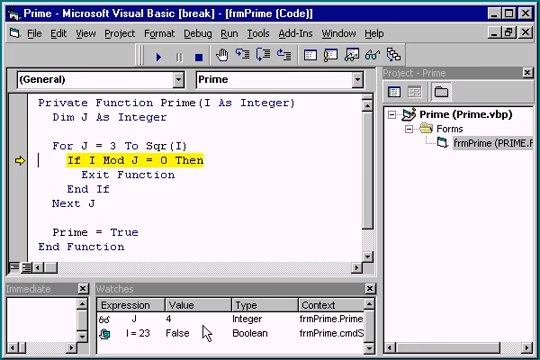 Prime - Microsoft Visual Basic [break] - [frmPrime (Code)]
File Edit View Project Format Debug Run Tools Add-Ins Window Help
(General) Prime
Private Function Prime(I As Integer)
Dim J As Integer
For J = 3 To Sqr(I)
If I Mod J = 0 Then
Exit Function
End If
Next J
Prime = True
End Function
Project - Prime
Prime (Prime.vbp)
Forms
frmPrime (PRIME.F
Immediate
Watches
Expression Value Type Context
J 4 Integer frmPrime.Prime
I = 23 False Boolean frmPrime.cmdS